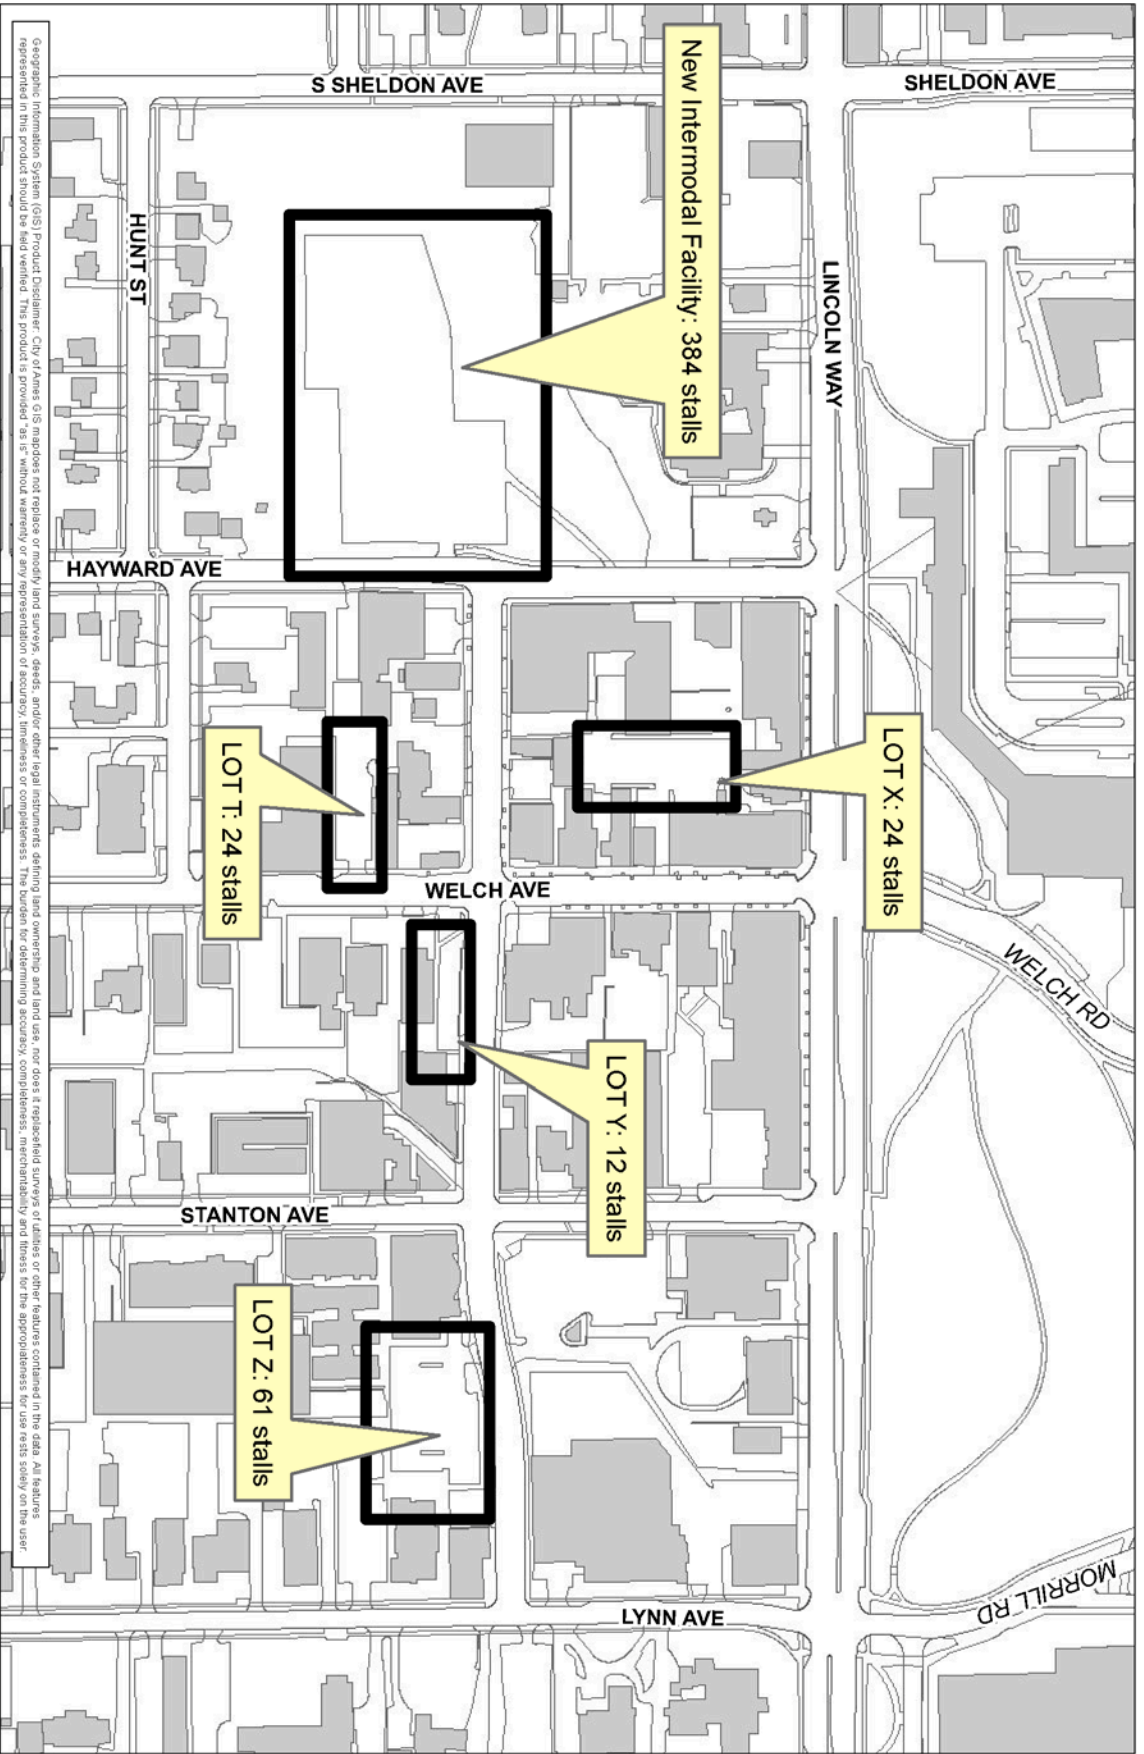 S SHELDON AVE
SHELDON AVE
New Intermodal Facility: 384 stalls
HUNT ST
LINCOLN WAY
HAYWARD AVE
LOT T: 24 stalls
LOT X: 24 stalls
WELCH AVE
WELCH RD
LOT Y: 12 stalls
STANTON AVE
LOT Z: 61 stalls
LYNN AVE
MORRILL RD
Geographic Information System (GIS) Product Disclaimer: City of Ames GIS mapdoes not replace or modify land surveys, deeds, and/or other legal instruments defining land ownership and land use, nor does it replacefield surveys of utilities or other features contained in the data. All features
represented in this product should be field verified. This product is provided "as is" without warrenty or any representation of accuracy, timeliness or completeness. The burden for determining accuracy, completeness, merchantability and fitness for the appropiateness for use rests solely on the user.